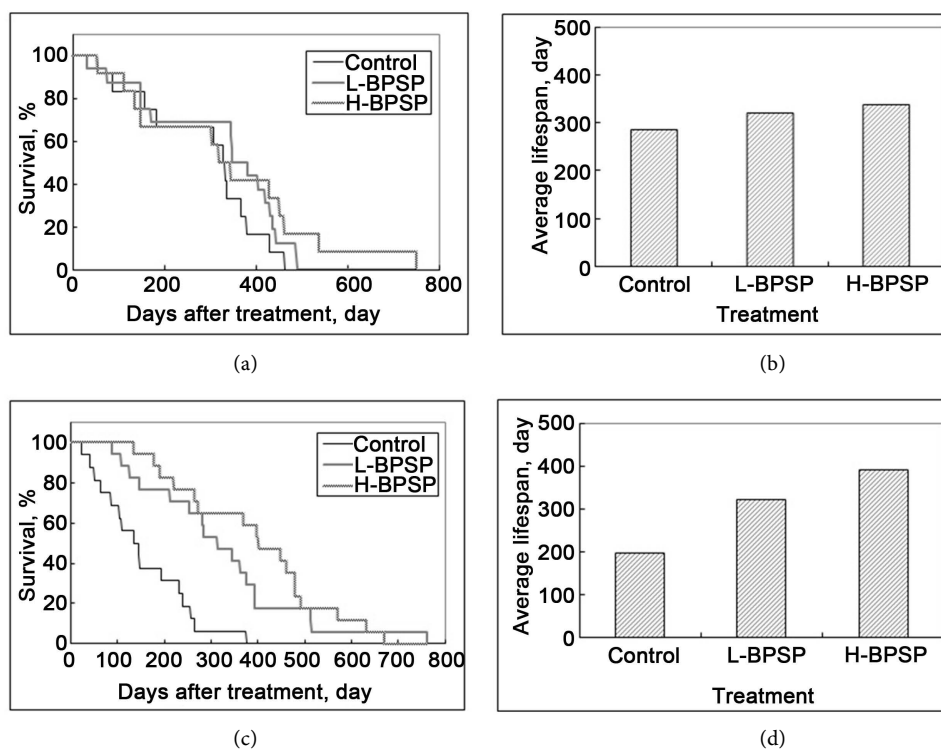 100
80
60
40
20
0
Survival, %
Control
L-BPSP
H-BPSP
0 200 400 600 800
Days after treatment, day
(a)
500
400
300
200
100
0
Average lifespan, day
Control L-BPSP H-BPSP
Treatment
(b)
100
80
60
40
20
0
Survival, %
Control
L-BPSP
H-BPSP
0 100 200 300 400 500 600 700 800
Days after treatment, day
(c)
500
400
300
200
100
0
Average lifespan, day
Control L-BPSP H-BPSP
Treatment
(d)